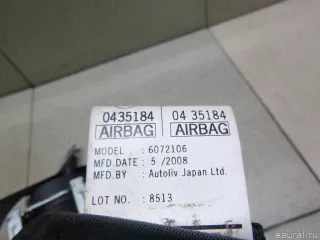 0435184 04 35184
AIRBAG AIRBAG
MODEL : 6072106
MFD.DATE : 5 /2008
MFD.BY : Autoliv Japan Ltd.
LOT NO. : 8513
eaural.ru